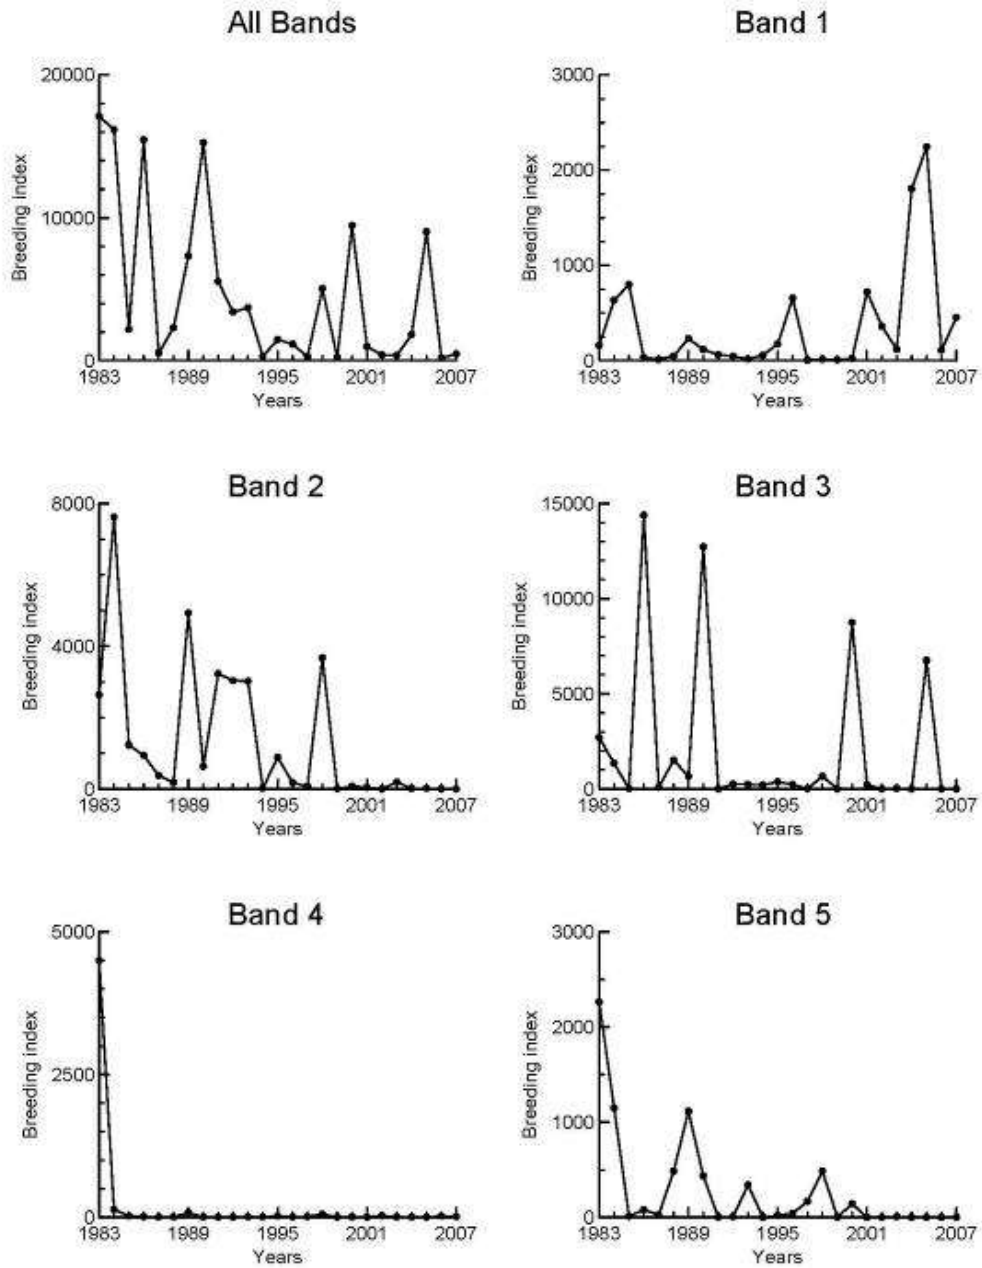 All Bands
20000
10000
0
Breeding index
1983 1989 1995 2001 2007
Years
Band 1
3000
2000
1000
0
Breeding index
1983 1989 1995 2001 2007
Years
Band 2
8000
4000
0
Breeding index
1983 1989 1995 2001 2007
Years
Band 3
15000
10000
5000
0
Breeding index
1983 1989 1995 2001 2007
Years
Band 4
5000
2500
0
Breeding index
1983 1989 1995 2001 2007
Years
Band 5
3000
2000
1000
0
Breeding index
1983 1989 1995 2001 2007
Years